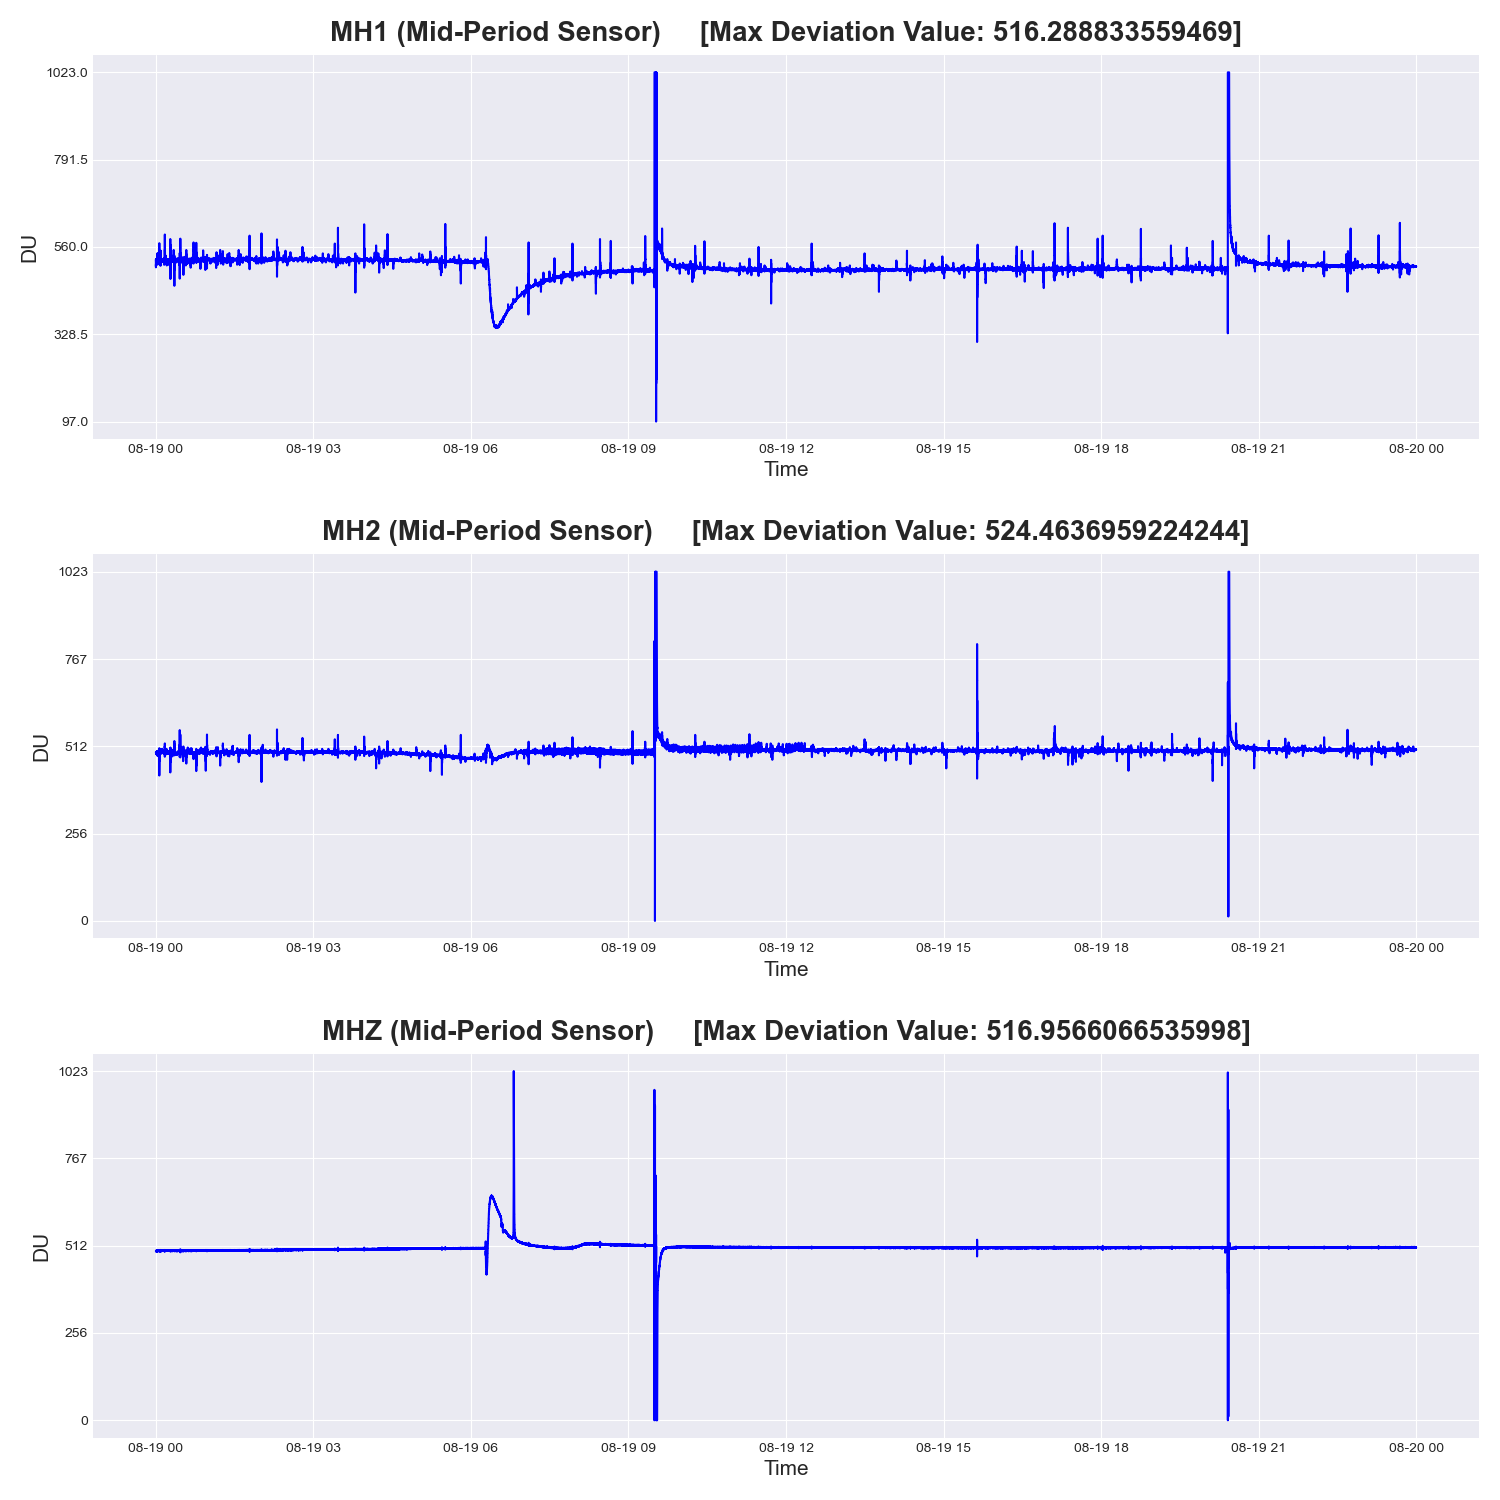 MH1 (Mid-Period Sensor) [Max Deviation Value: 516.288833559469]
1023.0
791.5
560.0
328.5
97.0
DU
08-19 00 08-19 03 08-19 06 08-19 09 08-19 12 08-19 15 08-19 18 08-19 21 08-20 00
Time
MH2 (Mid-Period Sensor) [Max Deviation Value: 524.4636959224244]
1023
767
512
256
0
DU
08-19 00 08-19 03 08-19 06 08-19 09 08-19 12 08-19 15 08-19 18 08-19 21 08-20 00
Time
MHZ (Mid-Period Sensor) [Max Deviation Value: 516.9566066535998]
1023
767
512
256
0
DU
08-19 00 08-19 03 08-19 06 08-19 09 08-19 12 08-19 15 08-19 18 08-19 21 08-20 00
Time